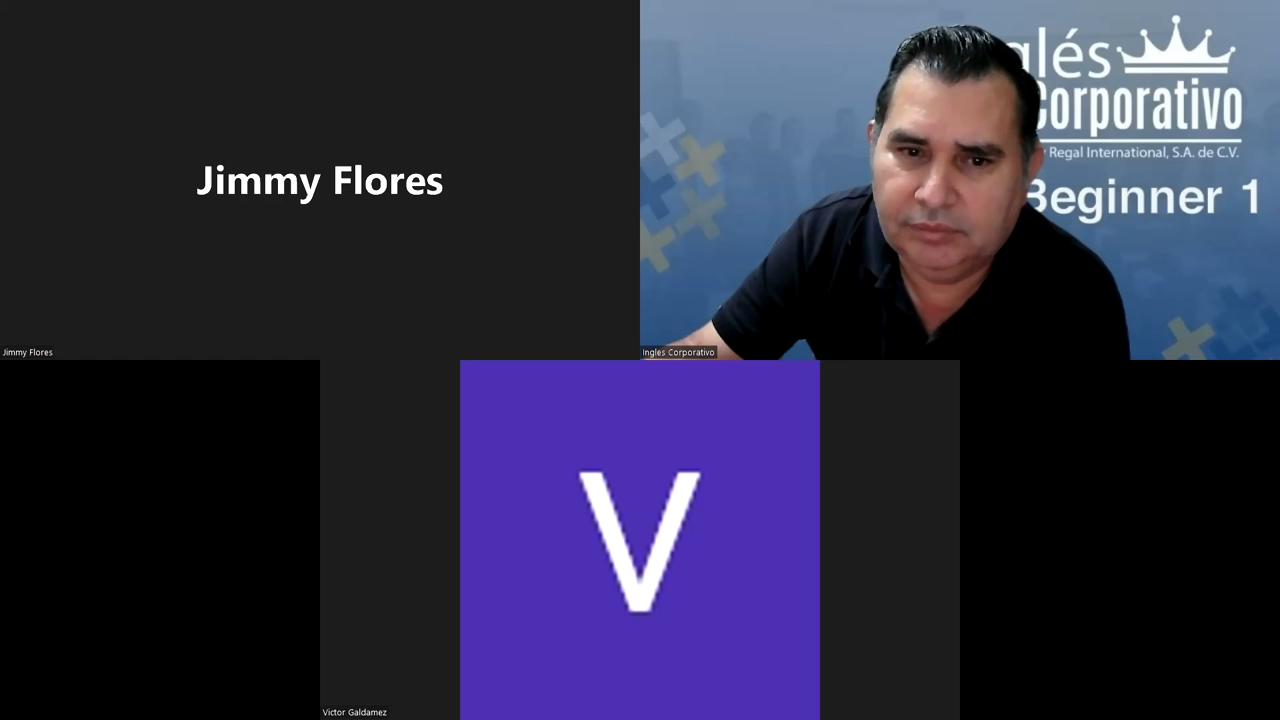 Jimmy Flores
glés
Corporativo
y Regal International, S.A. de C.V.
Beginner 1
Jimmy Flores
Ingles Corporativo
V
Victor Galdamez